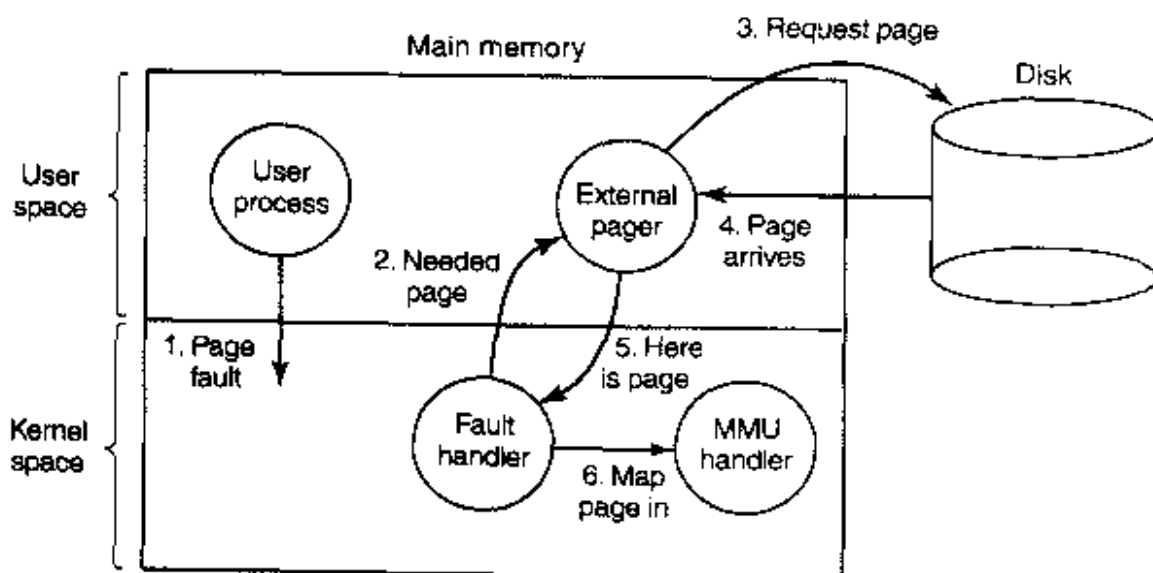 3. Request page
Main memory
Disk
User
space
User
process
External
pager
4. Page
arrives
2. Needed
page
1. Page
fault
5. Here
is page
Kernel
space
Fault
handler
MMU
handler
6. Map
page in